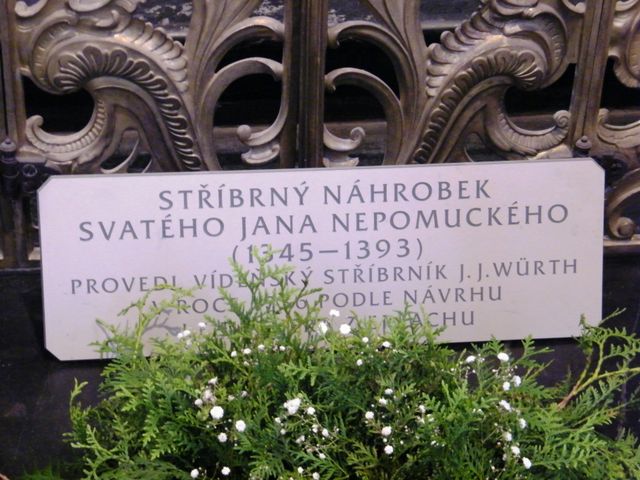 STŘÍBRNÝ NÁHROBEK
SVATÉHO JANA NEPOMUCKÉHO
(1345–1393)
PROVEDL VÍDEŇSKÝ STŘÍBRNÍK J.J.WÜRTH
PODLE NÁVRHU